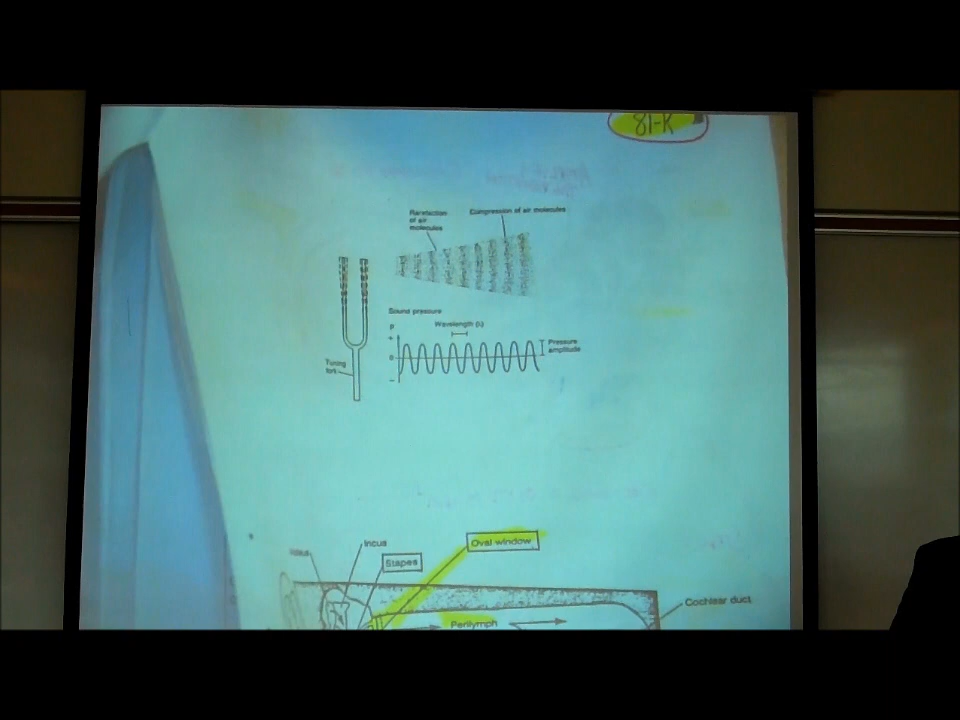 81-K
Rarefaction
of air
molecules
Compression of air molecules
Sound pressure
P
Wavelength (λ)
+
0
−
Pressure
amplitude
Tuning
fork
Incus
Stapes
Oval window
Cochlear duct
Perilymph